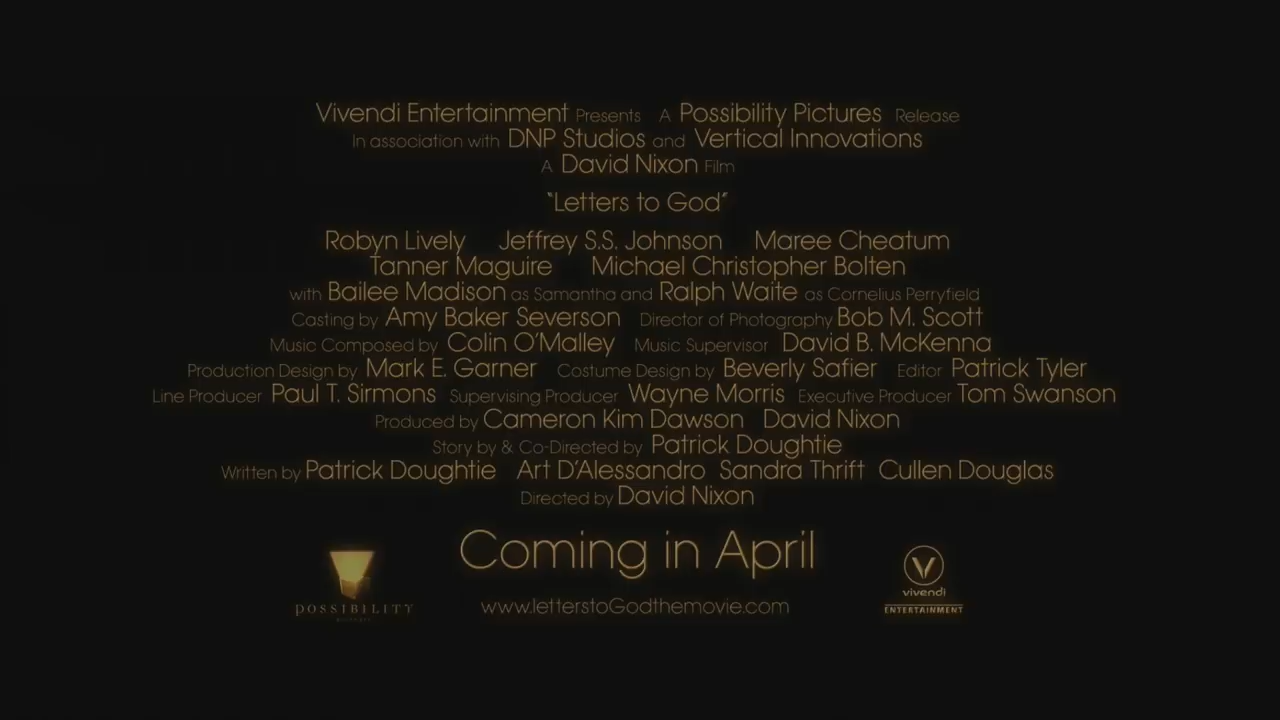 Vivendi Entertainment Presents A Possibility Pictures Release
In association with DNP Studios and Vertical Innovations
A David Nixon Film
"Letters to God"
Robyn Lively Jeffrey S.S. Johnson Maree Cheatum
Tanner Maguire Michael Christopher Bolten
with Bailee Madison as Samantha and Ralph Waite as Cornelius Perryfield
Casting by Amy Baker Severson Director of Photography Bob M. Scott
Music Composed by Colin O'Malley Music Supervisor David B. McKenna
Production Design by Mark E. Garner Costume Design by Beverly Safier Editor Patrick Tyler
Line Producer Paul T. Sirmons Supervising Producer Wayne Morris Executive Producer Tom Swanson
Produced by Cameron Kim Dawson David Nixon
Story by & Co-Directed by Patrick Doughtie
Written by Patrick Doughtie Art D'Alessandro Sandra Thrift Cullen Douglas
Directed by David Nixon
Coming in April
www.letterstoGodthemovie.com
POSSIBILITY
vivendi
ENTERTAINMENT